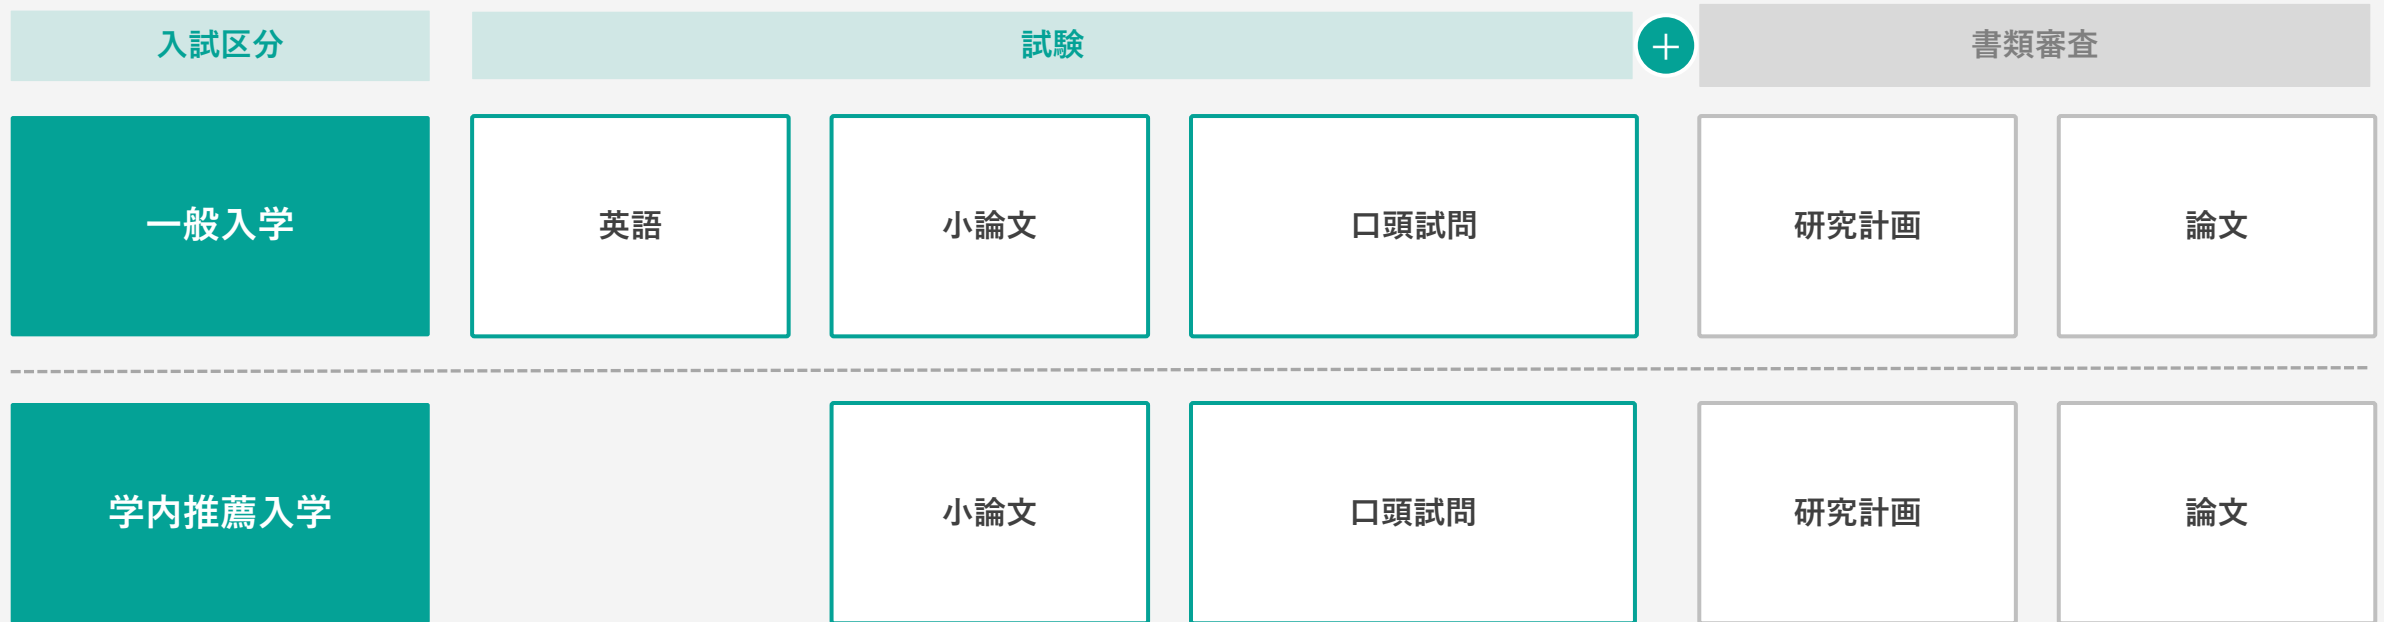 入試区分
試験
+
書類審査
一般入学
英語
小論文
口頭試問
研究計画
論文
学内推薦入学
小論文
口頭試問
研究計画
論文